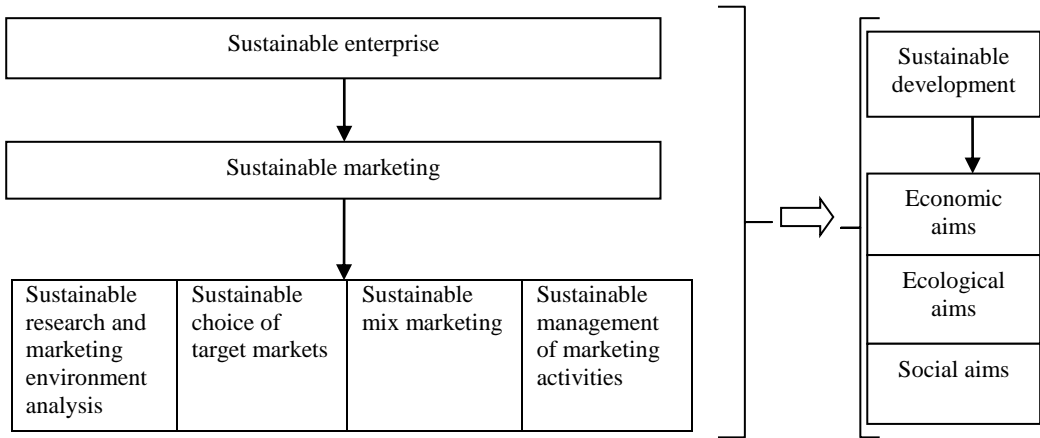 Sustainable enterprise
Sustainable marketing
Sustainable
research and
marketing
environment
analysis
Sustainable
choice of
target markets
Sustainable
mix marketing
Sustainable
management
of marketing
activities
Sustainable
development
Economic
aims
Ecological
aims
Social aims